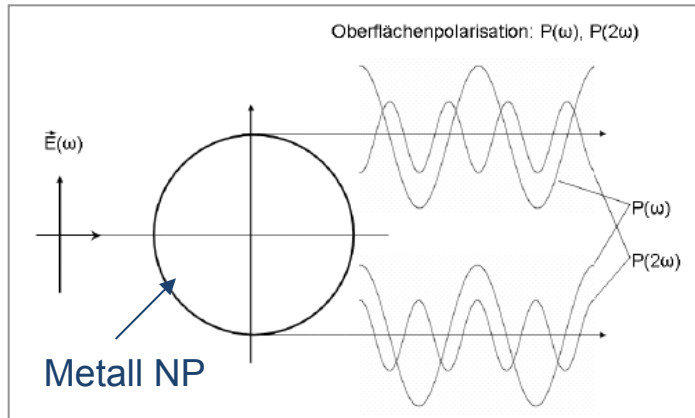 Oberflächenpolarisation: P(ω), P(2ω)
E⃗(ω)
P(ω)
P(2ω)
Metall NP